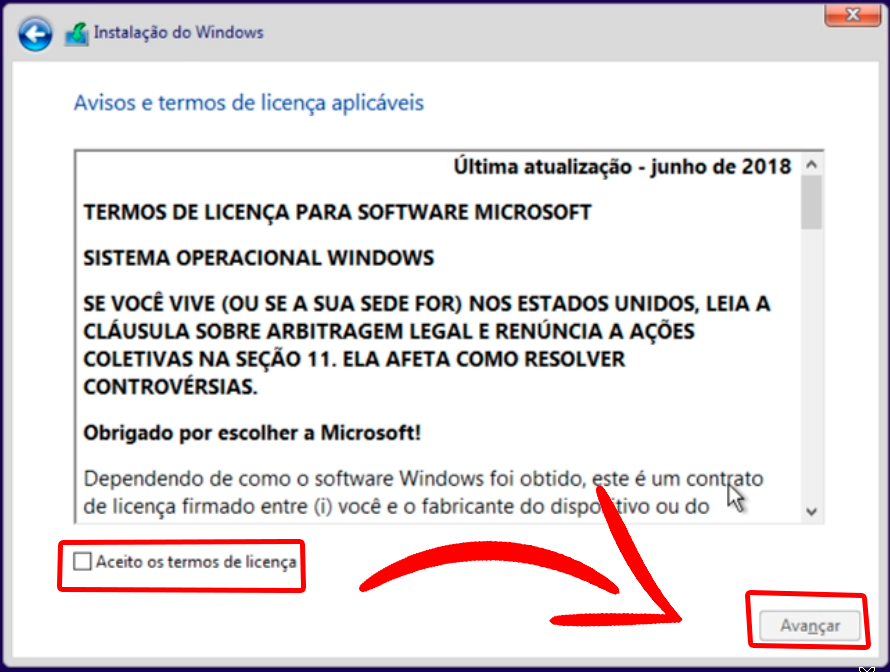 Instalação do Windows
Avisos e termos de licença aplicáveis
Última atualização - junho de 2018
TERMOS DE LICENÇA PARA SOFTWARE MICROSOFT
SISTEMA OPERACIONAL WINDOWS
SE VOCÊ VIVE (OU SE A SUA SEDE FOR) NOS ESTADOS UNIDOS, LEIA A
CLÁUSULA SOBRE ARBITRAGEM LEGAL E RENÚNCIA A AÇÕES
COLETIVAS NA SEÇÃO 11. ELA AFETA COMO RESOLVER
CONTROVÉRSIAS.
Obrigado por escolher a Microsoft!
Dependendo de como o software Windows foi obtido, este é um contrato
de licença firmado entre (i) você e o fabricante do dispositivo ou do
Aceito os termos de licença
Avançar